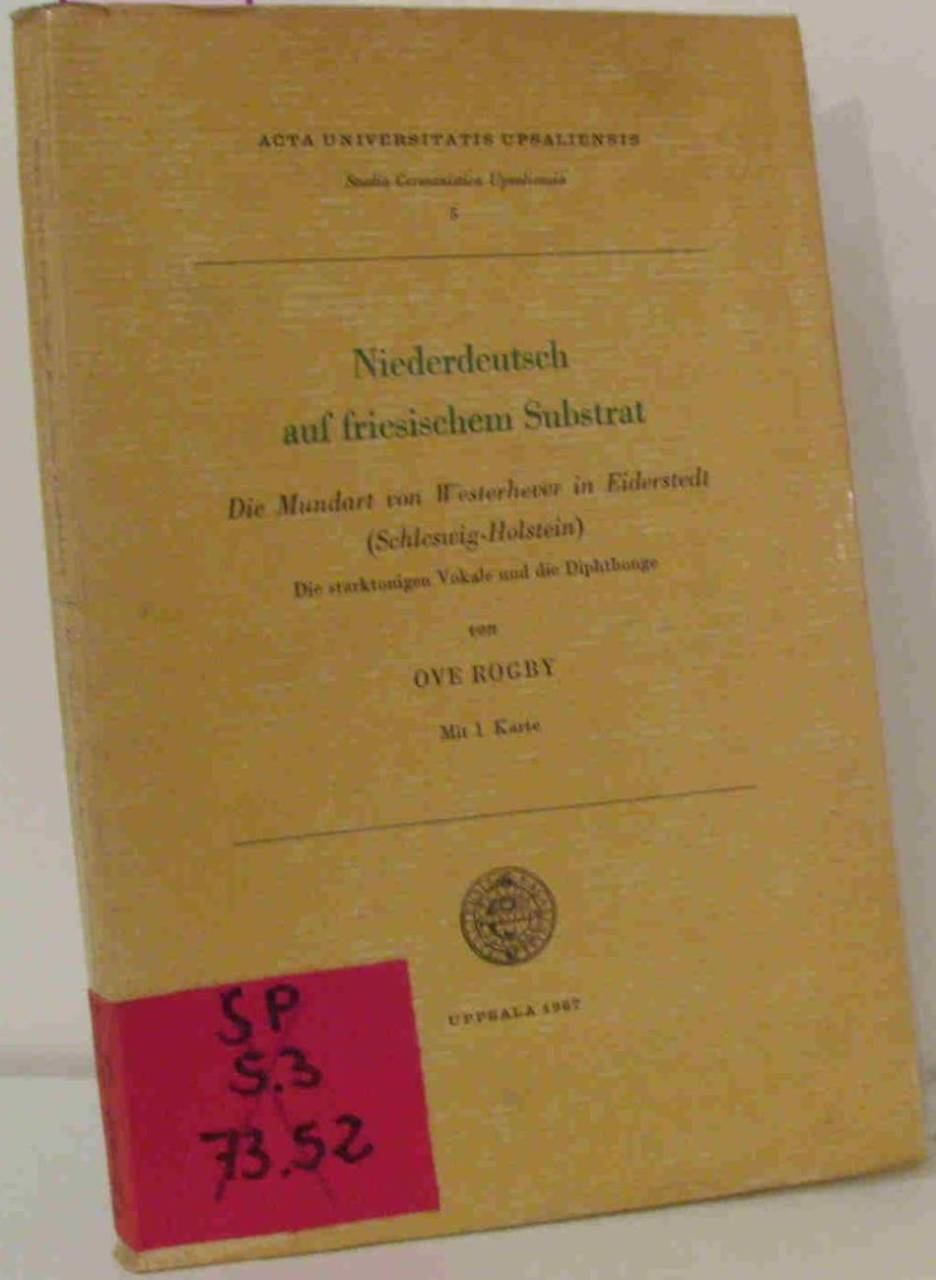 ACTA UNIVERSITATIS UPSALIENSIS
Studia Germanistica Upsaliensia
5
Niederdeutsch
auf friesischem Substrat
Die Mundart von Westerhever in Eiderstedt
(Schleswig-Holstein)
Die starktonigen Vokale und die Diphthonge
von
OVE ROGBY
Mit 1 Karte
UPPSALA 1967
SP
5.3
73.52